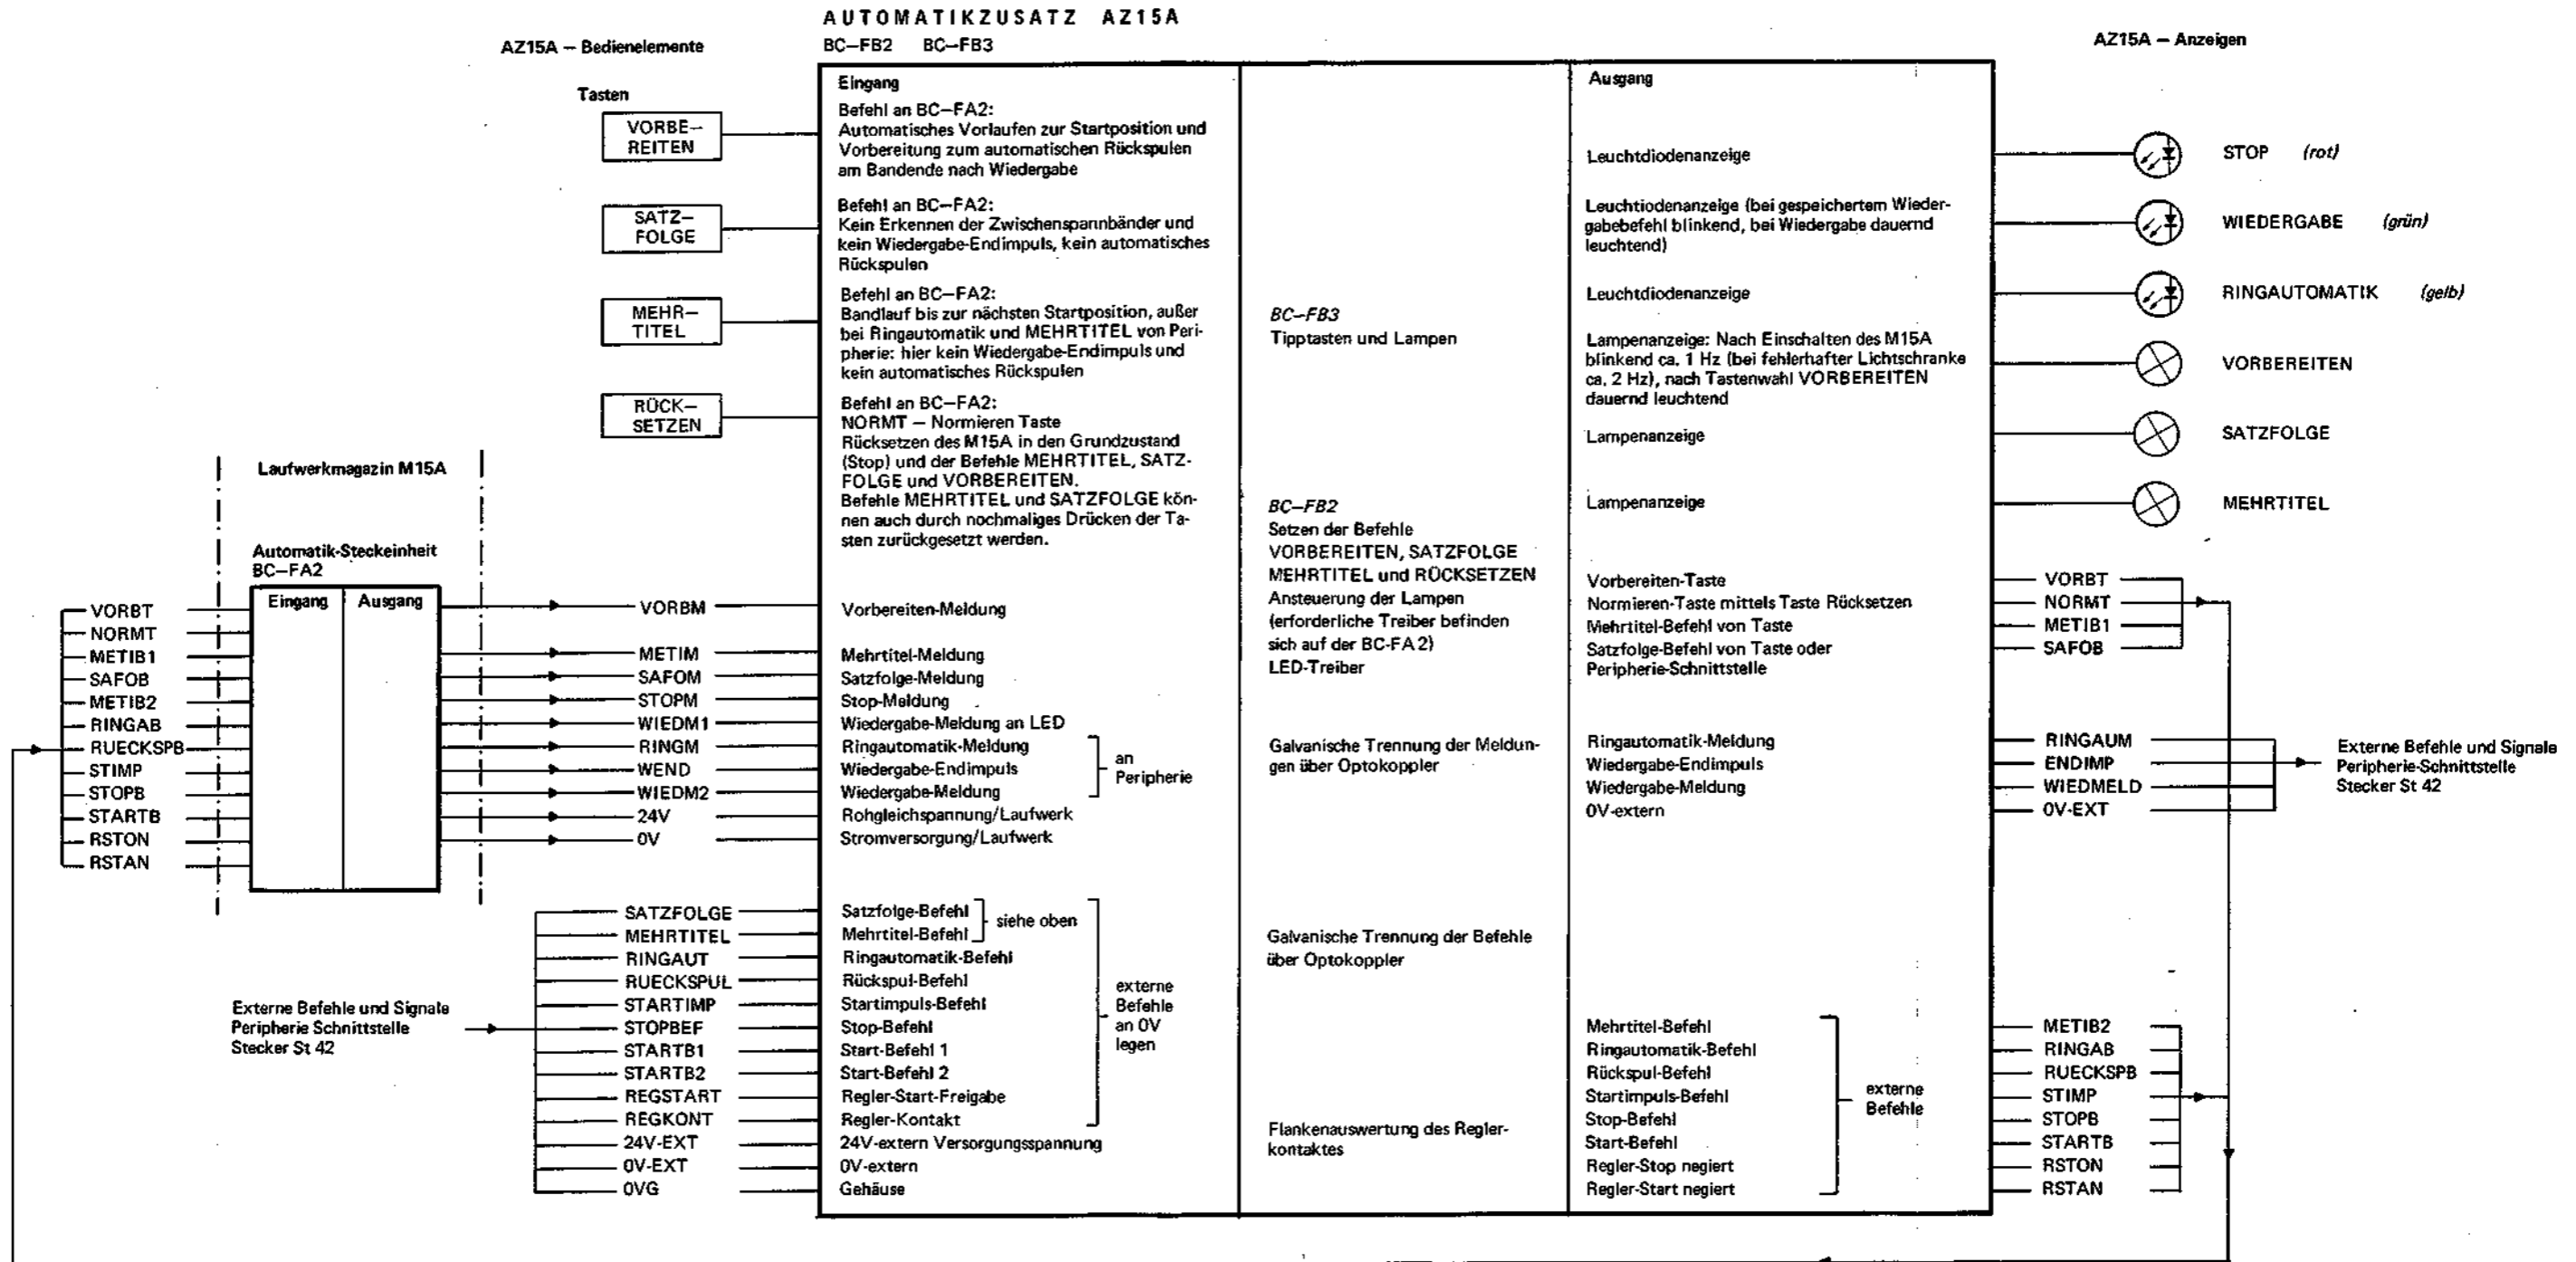 AUTOMATIKZUSATZ AZ15A
BC–FB2 BC–FB3
AZ15A – Bedienelemente
AZ15A – Anzeigen
Tasten
VORBE–
REITEN
SATZ–
FOLGE
MEHR–
TITEL
RÜCK–
SETZEN
Eingang
Befehl an BC–FA2:
Automatisches Vorlaufen zur Startposition und
Vorbereitung zum automatischen Rückspulen
am Bandende nach Wiedergabe
Befehl an BC–FA2:
Kein Erkennen der Zwischenspannbänder und
kein Wiedergabe-Endimpuls, kein automatisches
Rückspulen
Befehl an BC–FA2:
Bandlauf bis zur nächsten Startposition, außer
bei Ringautomatik und MEHRTITEL von Peri-
pherie: hier kein Wiedergabe-Endimpuls und
kein automatisches Rückspulen
Befehl an BC–FA2:
NORMT – Normieren Taste
Rücksetzen des M15A in den Grundzustand
(Stop) und der Befehle MEHRTITEL, SATZ-
FOLGE und VORBEREITEN.
Befehle MEHRTITEL und SATZFOLGE kön-
nen auch durch nochmaliges Drücken der Ta-
sten zurückgesetzt werden.
BC–FB3
Tipptasten und Lampen
BC–FB2
Setzen der Befehle
VORBEREITEN, SATZFOLGE
MEHRTITEL und RÜCKSETZEN
Ansteuerung der Lampen
(erforderliche Treiber befinden
sich auf der BC-FA2)
LED-Treiber
Galvanische Trennung der Meldun-
gen über Optokoppler
Galvanische Trennung der Befehle
über Optokoppler
Flankenauswertung des Regler-
kontaktes
Ausgang
Leuchtdiodenanzeige
Leuchtiodenanzeige (bei gespeichertem Wieder-
gabebefehl blinkend, bei Wiedergabe dauernd
leuchtend)
Leuchtdiodenanzeige
Lampenanzeige: Nach Einschalten des M15A
blinkend ca. 1 Hz (bei fehlerhafter Lichtschranke
ca. 2 Hz), nach Tastenwahl VORBEREITEN
dauernd leuchtend
Lampenanzeige
Lampenanzeige
STOP (rot)
WIEDERGABE (grün)
RINGAUTOMATIK (gelb)
VORBEREITEN
SATZFOLGE
MEHRTITEL
Laufwerkmagazin M15A
Automatik-Steckeinheit
BC–FA2
Eingang Ausgang
VORBT
NORMT
METIB1
SAFOB
METIB2
RINGAB
RUECKSPB
STIMP
STOPB
STARTB
RSTON
RSTAN
VORBM Vorbereiten-Meldung
METIM Mehrtitel-Meldung
SAFOM Satzfolge-Meldung
STOPM Stop-Meldung
WIEDM1 Wiedergabe-Meldung an LED
RINGM Ringautomatik-Meldung
WEND Wiedergabe-Endimpuls
WIEDM2 Wiedergabe-Meldung
24V Rohgleichspannung/Laufwerk
0V Stromversorgung/Laufwerk
an
Peripherie
Externe Befehle und Signale
Peripherie Schnittstelle
Stecker St 42
SATZFOLGE Satzfolge-Befehl
MEHRTITEL Mehrtitel-Befehl
siehe oben
RINGAUT Ringautomatik-Befehl
RUECKSPUL Rückspul-Befehl
STARTIMP Startimpuls-Befehl
STOPBEF Stop-Befehl
STARTB1 Start-Befehl 1
STARTB2 Start-Befehl 2
REGSTART Regler-Start-Freigabe
REGKONT Regler-Kontakt
24V-EXT 24V-extern Versorgungsspannung
0V-EXT 0V-extern
0VG Gehäuse
externe
Befehle
an 0V
legen
Vorbereiten-Taste VORBT
Normieren-Taste mittels Taste Rücksetzen NORMT
Mehrtitel-Befehl von Taste METIB1
Satzfolge-Befehl von Taste oder SAFOB
Peripherie-Schnittstelle
Ringautomatik-Meldung RINGAUM
Wiedergabe-Endimpuls ENDIMP
Wiedergabe-Meldung WIEDMELD
0V-extern 0V-EXT
Externe Befehle und Signale
Peripherie-Schnittstelle
Stecker St 42
Mehrtitel-Befehl METIB2
Ringautomatik-Befehl RINGAB
Rückspul-Befehl RUECKSPB
Startimpuls-Befehl STIMP
Stop-Befehl STOPB
Start-Befehl STARTB
Regler-Stop negiert RSTON
Regler-Start negiert RSTAN
externe
Befehle